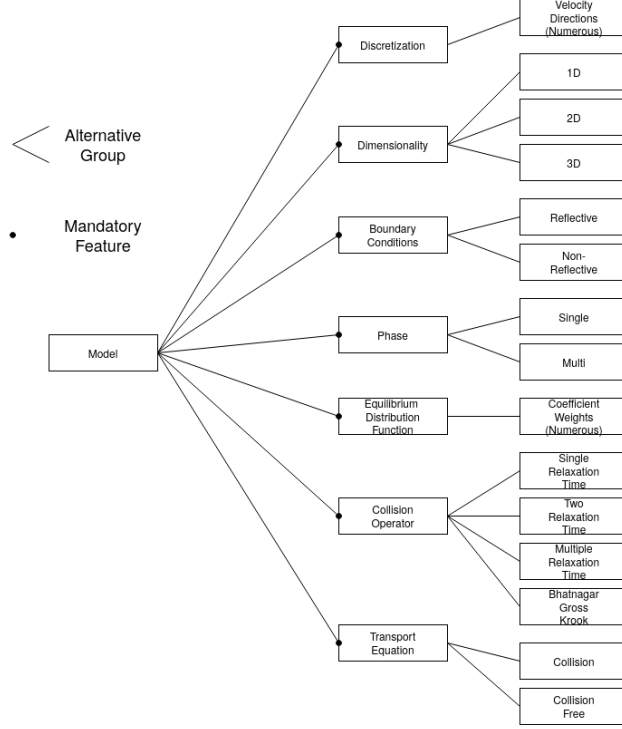 Velocity
Directions
(Numerous)
Discretization
1D
Alternative
Group
Dimensionality
2D
3D
Mandatory
Feature
Boundary
Conditions
Reflective
Non-
Reflective
Model
Phase
Single
Multi
Equilibrium
Distribution
Function
Coefficient
Weights
(Numerous)
Collision
Operator
Single
Relaxation
Time
Two
Relaxation
Time
Multiple
Relaxation
Time
Bhatnagar
Gross
Krook
Transport
Equation
Collision
Collision
Free